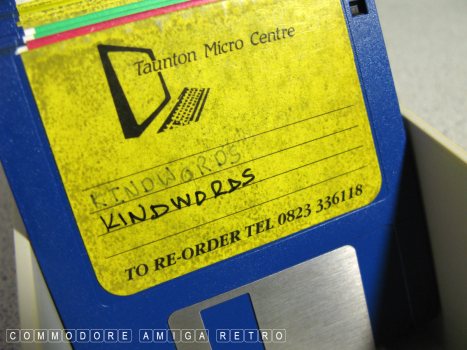 Taunton Micro Centre
KINDWORDS
KINDWORDS
TO RE-ORDER TEL 0823 336118
COMMODORE AMIGA RETRO